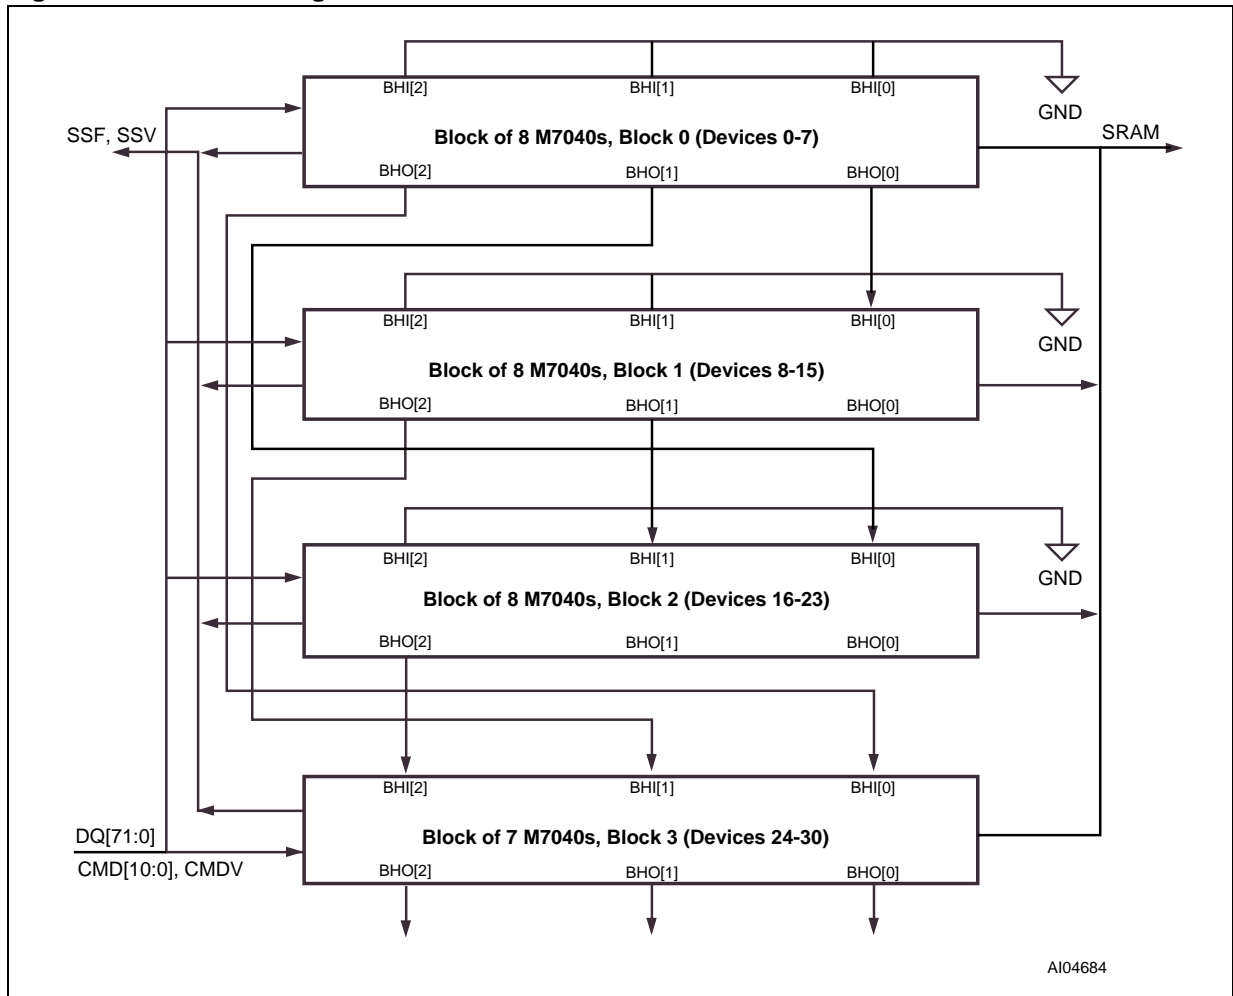 BHI[2] BHI[1] BHI[0]
GND
Block of 8 M7040s, Block 0 (Devices 0-7)
SSF, SSV
SRAM
BHO[2] BHO[1] BHO[0]
BHI[2] BHI[1] BHI[0]
GND
Block of 8 M7040s, Block 1 (Devices 8-15)
BHO[2] BHO[1] BHO[0]
BHI[2] BHI[1] BHI[0]
GND
Block of 8 M7040s, Block 2 (Devices 16-23)
BHO[2] BHO[1] BHO[0]
BHI[2] BHI[1] BHI[0]
DQ[71:0]
Block of 7 M7040s, Block 3 (Devices 24-30)
CMD[10:0], CMDV
BHO[2] BHO[1] BHO[0]
AI04684